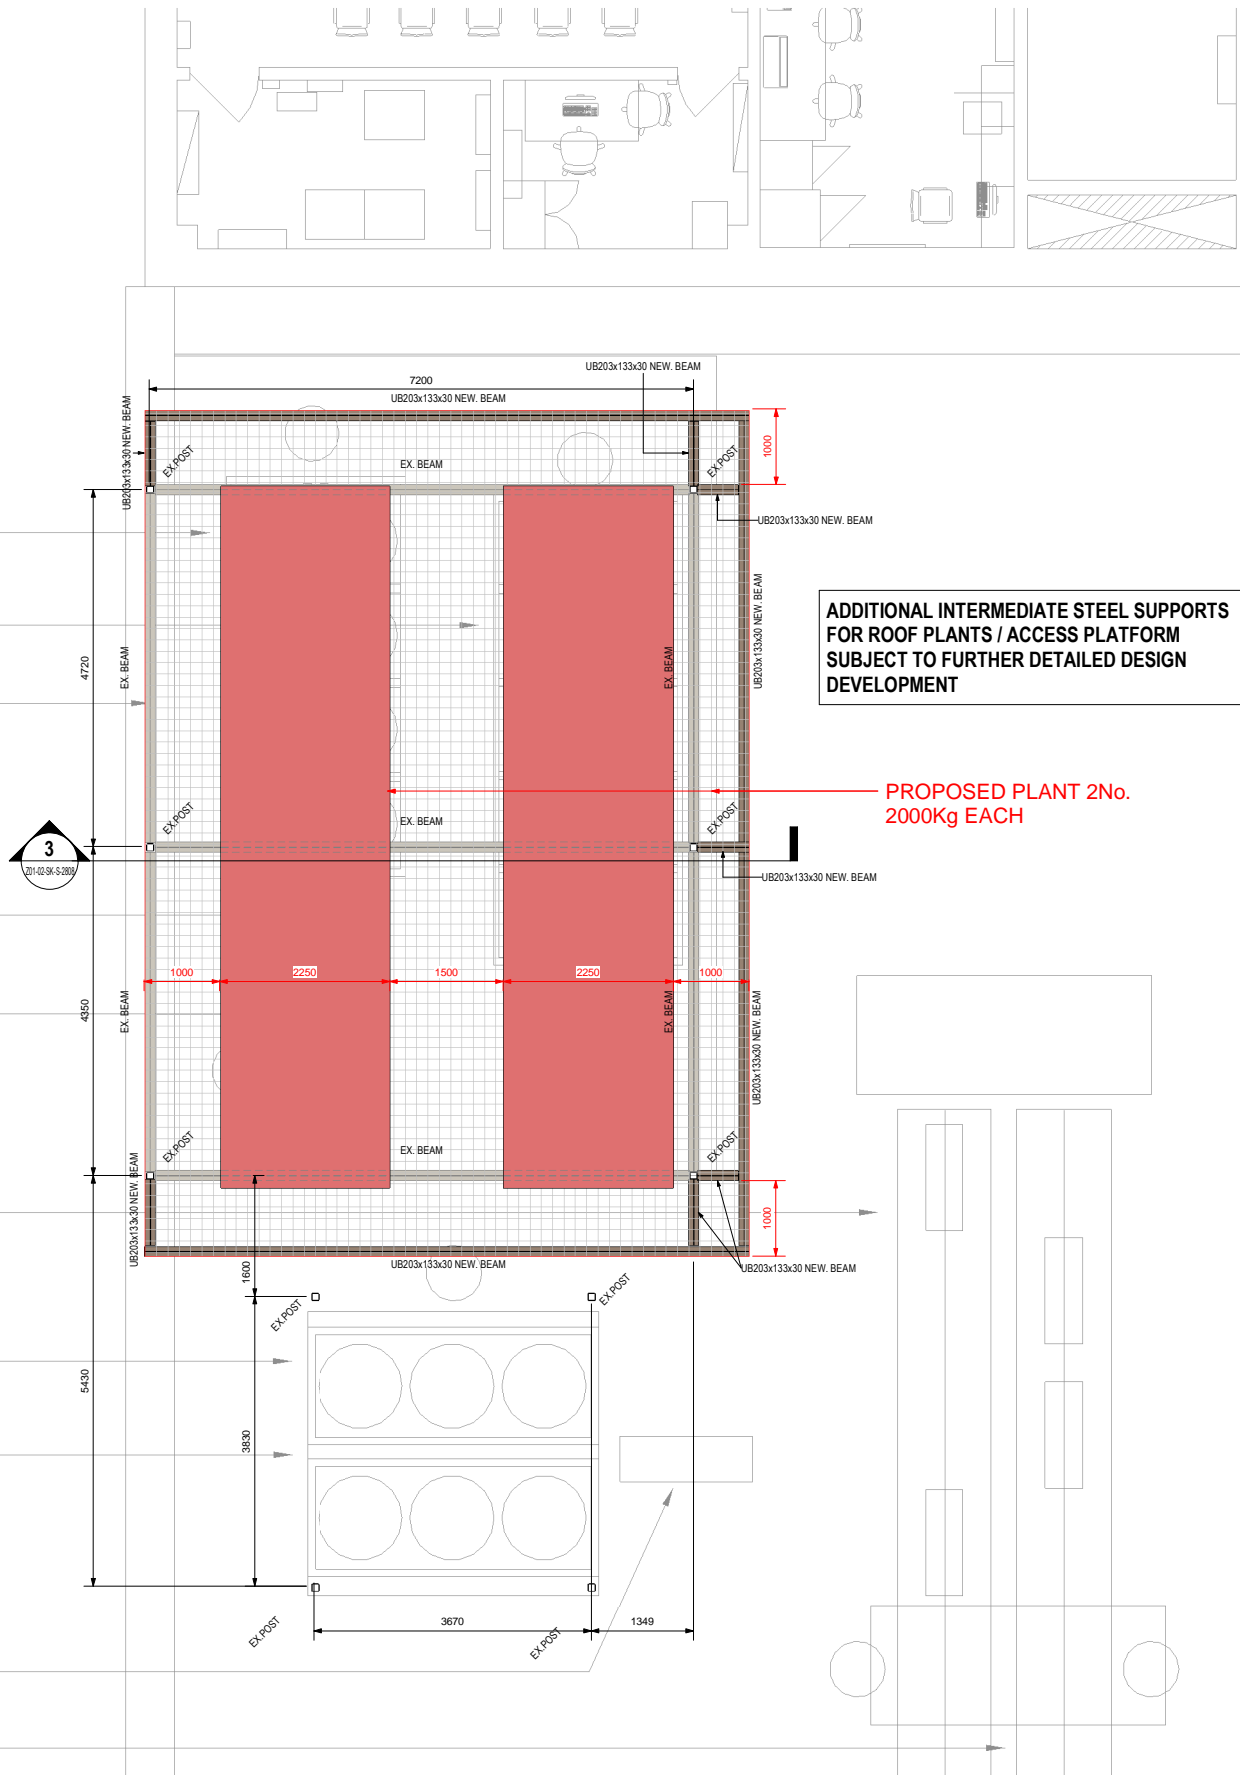 UB203x133x30 NEW. BEAM
7200
UB203x133x30 NEW. BEAM
UB203x133x30 NEW. BEAM
EX.POST
EX. BEAM
EX.POST
1000
UB203x133x30 NEW. BEAM
4720
EX. BEAM
EX. BEAM
UB203x133x30 NEW. BEAM
ADDITIONAL INTERMEDIATE STEEL SUPPORTS
FOR ROOF PLANTS / ACCESS PLATFORM
SUBJECT TO FURTHER DETAILED DESIGN
DEVELOPMENT
PROPOSED PLANT 2No.
2000Kg EACH
EX.POST
EX. BEAM
EX.POST
3
Z01-02-SK-S-2808
UB203x133x30 NEW. BEAM
1000
2250
1500
2250
1000
4350
EX. BEAM
EX. BEAM
UB203x133x30 NEW. BEAM
EX.POST
EX. BEAM
EX.POST
UB203x133x30 NEW. BEAM
1000
1600
UB203x133x30 NEW. BEAM
UB203x133x30 NEW. BEAM
EX.POST
EX.POST
5430
3830
3670
1349
EX.POST
EX.POST